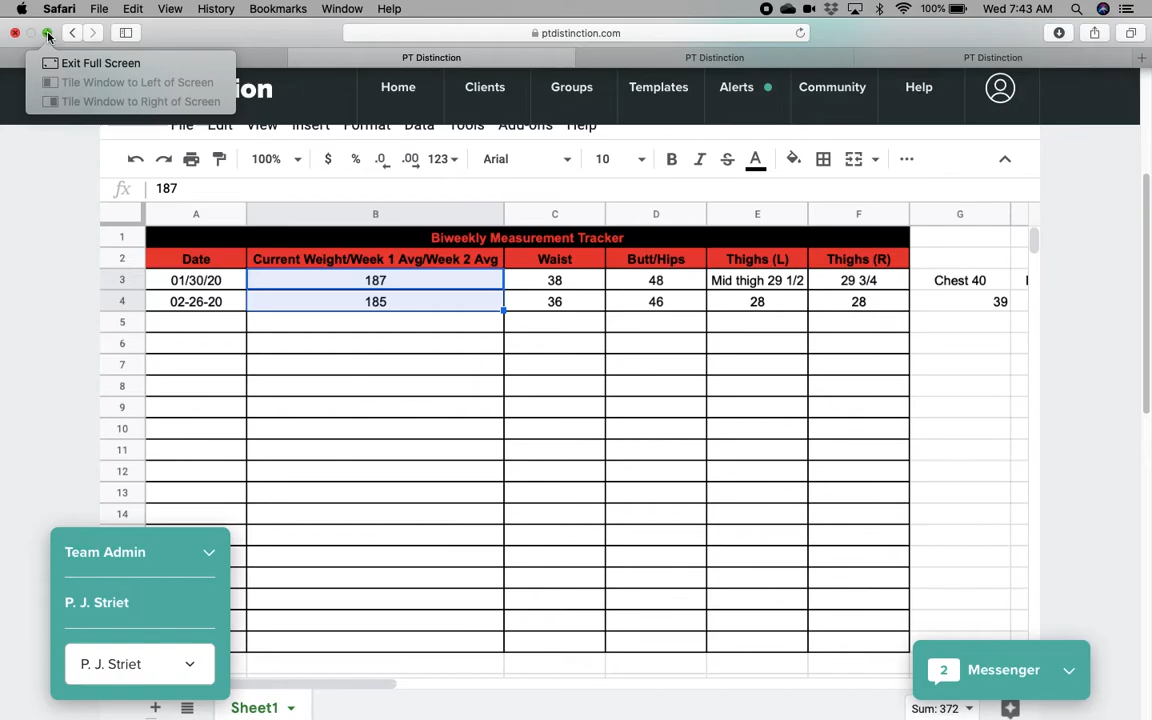 Safari File Edit View History Bookmarks Window Help 100% Wed 7:43 AM
ptdistinction.com
Exit Full Screen
Tile Window to Left of Screen
Tile Window to Right of Screen
PT Distinction PT Distinction PT Distinction
Home Clients Groups Templates Alerts Community Help
File Edit View Insert Format Data Tools Add-ons Help
100% $ % .0 .00 123 Arial 10 B I S A
fx 187
A B C D E F G
1 Biweekly Measurement Tracker
2 Date Current Weight/Week 1 Avg/Week 2 Avg Waist Butt/Hips Thighs (L) Thighs (R)
3 01/30/20 187 38 48 Mid thigh 29 1/2 29 3/4 Chest 40
4 02-26-20 185 36 46 28 28 39
5
6
7
8
9
10
11
12
13
14
Team Admin
P. J. Striet
P. J. Striet
2 Messenger
Sheet1
Sum: 372